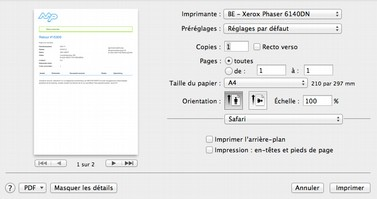 Imprimante : BE - Xerox Phaser 6140DN
Préréglages : Réglages par défaut
Copies : 1 Recto verso
Pages : toutes
de : 1 à : 1
Taille du papier : A4 210 par 297 mm
Orientation : Échelle : 100 %
Safari
Imprimer l'arrière-plan
Impression : en-têtes et pieds de page
1 sur 2
? PDF Masquer les détails Annuler Imprimer